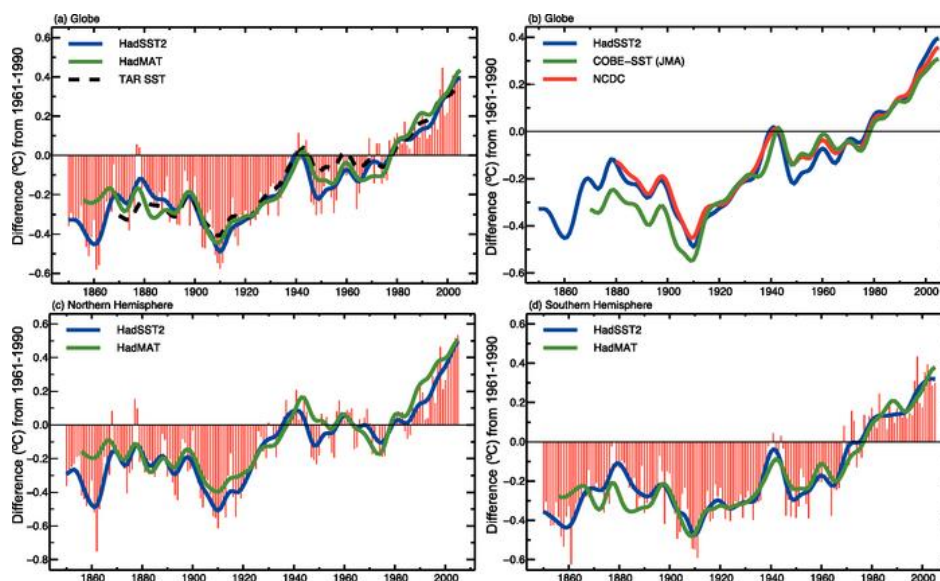 (a) Globe
HadSST2
HadMAT
TAR SST
Difference (ºC) from 1961-1990
0.6
0.4
0.2
0.0
−0.2
−0.4
−0.6
1860 1880 1900 1920 1940 1960 1980 2000
(b) Globe
HadSST2
COBE-SST (JMA)
NCDC
Difference (ºC) from 1961-1990
0.4
0.2
0.0
−0.2
−0.4
−0.6
1860 1880 1900 1920 1940 1960 1980 2000
(c) Northern Hemisphere
HadSST2
HadMAT
Difference (ºC) from 1961-1990
0.6
0.4
0.2
0.0
−0.2
−0.4
−0.6
−0.8
1860 1880 1900 1920 1940 1960 1980 2000
(d) Southern Hemisphere
HadSST2
HadMAT
Difference (ºC) from 1961-1990
0.6
0.4
0.2
0.0
−0.2
−0.4
−0.6
1860 1880 1900 1920 1940 1960 1980 2000